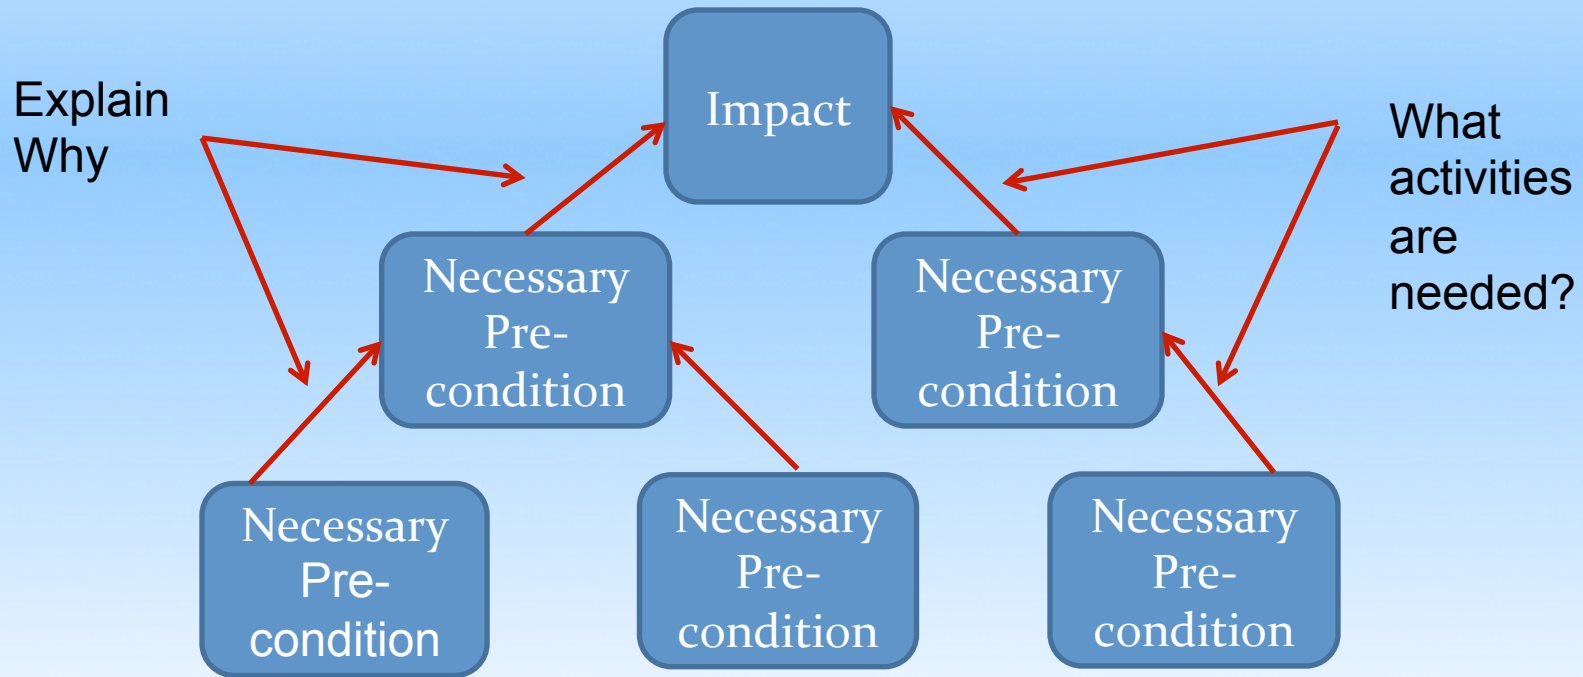 Impact
Explain
Why
What
activities
are
needed?
Necessary
Pre-
condition
Necessary
Pre-
condition
Necessary
Pre-
condition
Necessary
Pre-
condition
Necessary
Pre-
condition